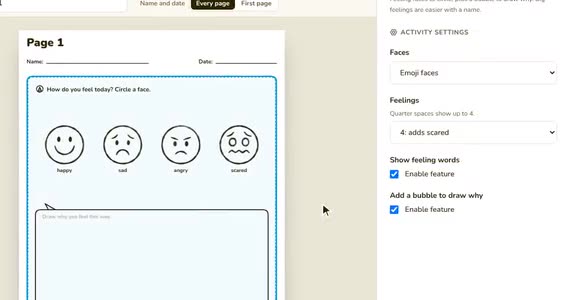 Name and date Every page First page
Page 1
Name:
Date:
How do you feel today? Circle a face.
happy sad angry scared
Draw why you feel this way.
feelings are easier with a name.
ACTIVITY SETTINGS
Faces
Emoji faces
Feelings
Quarter spaces show up to 4.
4: adds scared
Show feeling words
Enable feature
Add a bubble to draw why
Enable feature